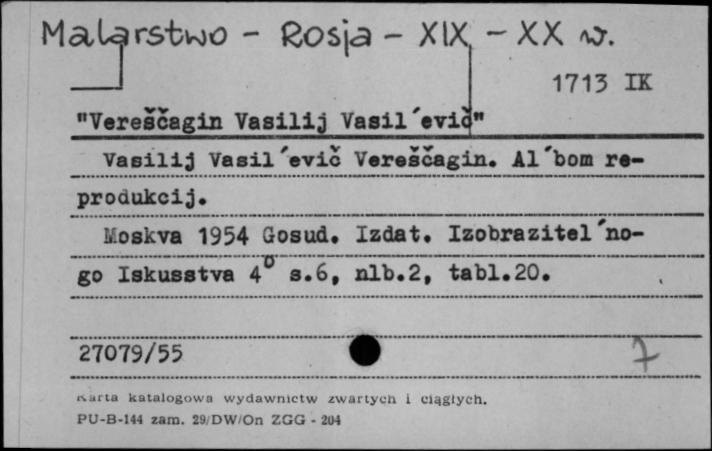 Malarstwo - Rosja - XIX - XX w.
1713 IK
"Vereščagin Vasilij Vasil´evič"
Vasilij Vasil´evič Vereščagin. Al´bom re-
produkcij.
Moskva 1954 Gosud. Izdat. Izobrazitel´no-
go Iskusstva 4° s.6, nlb.2, tabl.20.
27079/55
7
Karta katalogowa wydawnictw zwartych i ciągłych.
PU-B-144 zam. 29/DW/On ZGG - 204